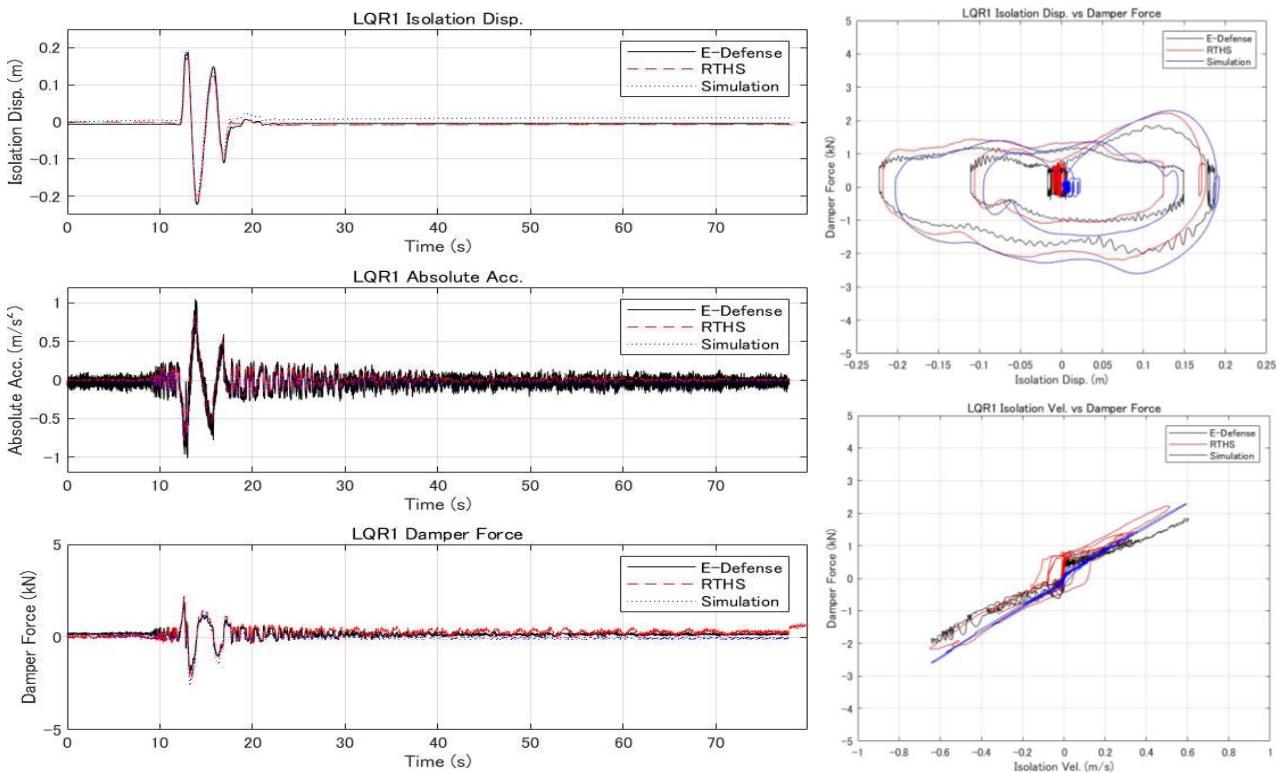 LQR1 Isolation Disp.
Isolation Disp. (m)
0.2
0.1
0
-0.1
-0.2
E-Defense
RTHS
Simulation
0 10 20 30 40 50 60 70
Time (s)
LQR1 Absolute Acc.
Absolute Acc. (m/s²)
1
0.5
0
-0.5
-1
E-Defense
RTHS
Simulation
0 10 20 30 40 50 60 70
Time (s)
LQR1 Damper Force
Damper Force (kN)
5
0
-5
E-Defense
RTHS
Simulation
0 10 20 30 40 50 60 70
Time (s)
LQR1 Isolation Disp. vs Damper Force
Damper Force (kN)
5
4
3
2
1
0
-1
-2
-3
-4
-5
E-Defense
RTHS
Simulation
-0.25 -0.2 -0.15 -0.1 -0.05 0 0.05 0.1 0.15 0.2 0.25
Isolation Disp. (m)
LQR1 Isolation Vel. vs Damper Force
Damper Force (kN)
5
4
3
2
1
0
-1
-2
-3
-4
-5
E-Defense
RTHS
Simulation
-1 -0.8 -0.6 -0.4 -0.2 0 0.2 0.4 0.6 0.8 1
Isolation Vel. (m/s)